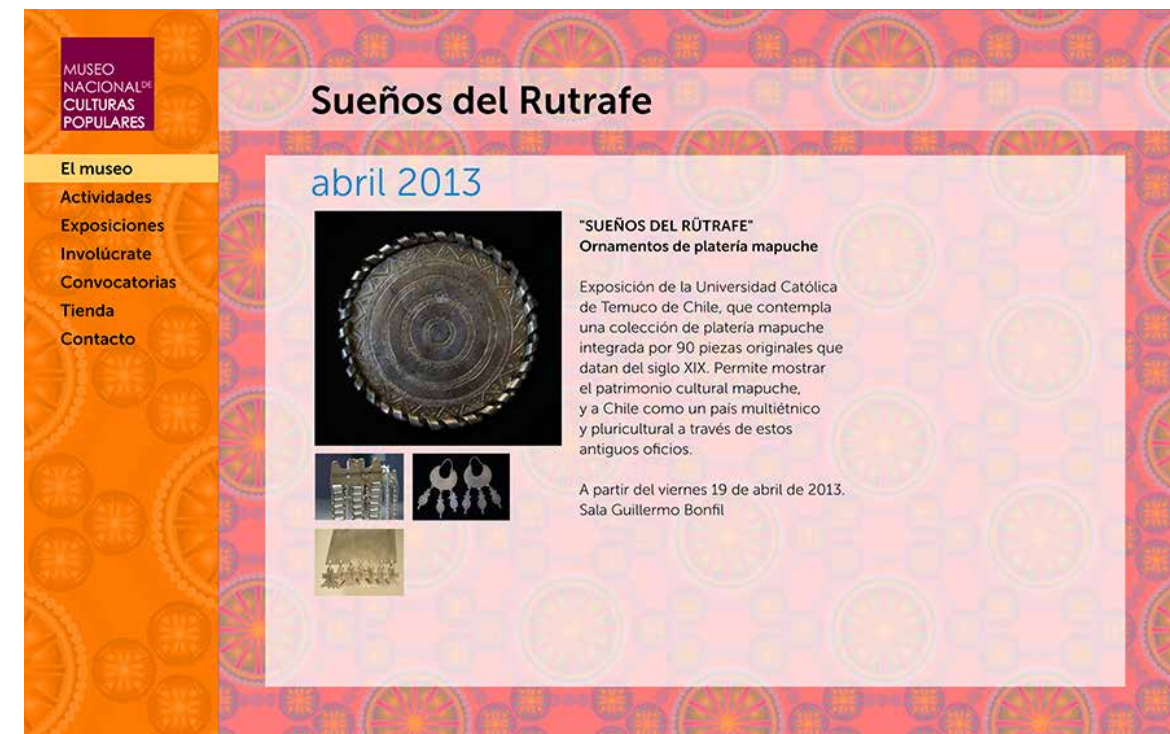 MUSEO
NACIONAL DE
CULTURAS
POPULARES
El museo
Actividades
Exposiciones
Involúcrate
Convocatorias
Tienda
Contacto
Sueños del Rutrafe
abril 2013
"SUEÑOS DEL RÜTRAFE"
Ornamentos de platería mapuche
Exposición de la Universidad Católica
de Temuco de Chile, que contempla
una colección de platería mapuche
integrada por 90 piezas originales que
datan del siglo XIX. Permite mostrar
el patrimonio cultural mapuche,
y a Chile como un país multiétnico
y pluricultural a través de estos
antiguos oficios.
A partir del viernes 19 de abril de 2013.
Sala Guillermo Bonfil